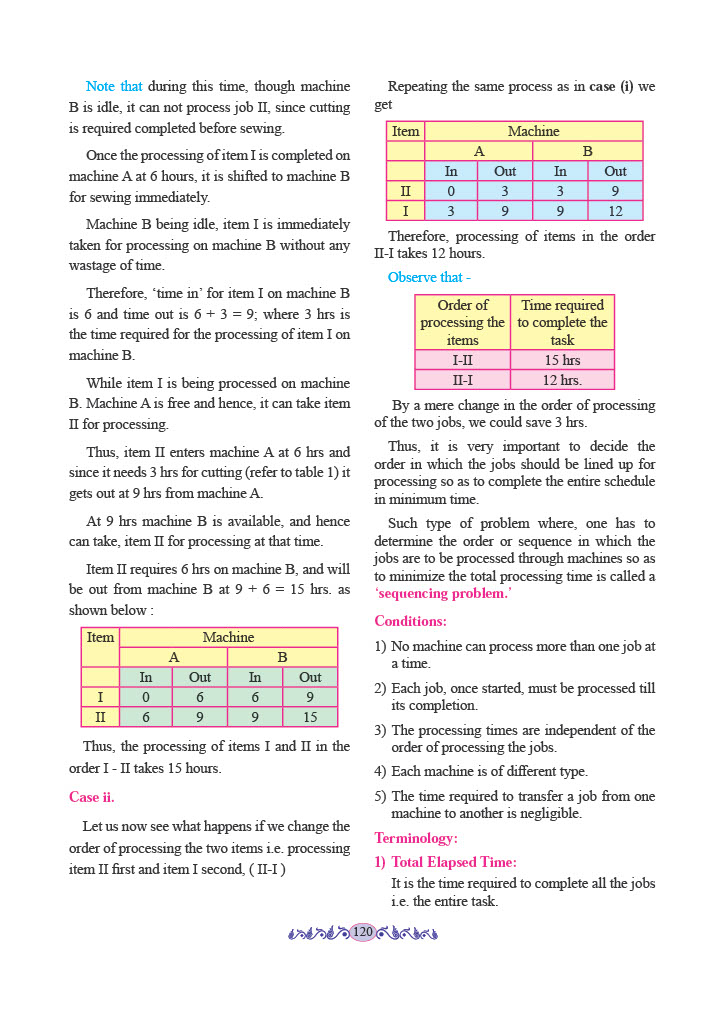 Note that during this time, though machine
B is idle, it can not process job II, since cutting
is required completed before sewing.
Once the processing of item I is completed on
machine A at 6 hours, it is shifted to machine B
for sewing immediately.
Machine B being idle, item I is immediately
taken for processing on machine B without any
wastage of time.
Therefore, ‘time in’ for item I on machine B
is 6 and time out is 6 + 3 = 9; where 3 hrs is
the time required for the processing of item I on
machine B.
While item I is being processed on machine
B. Machine A is free and hence, it can take item
II for processing.
Thus, item II enters machine A at 6 hrs and
since it needs 3 hrs for cutting (refer to table 1) it
gets out at 9 hrs from machine A.
At 9 hrs machine B is available, and hence
can take, item II for processing at that time.
Item II requires 6 hrs on machine B, and will
be out from machine B at 9 + 6 = 15 hrs. as
shown below :
Item Machine
A B
In Out In Out
I 0 6 6 9
II 6 9 9 15
Thus, the processing of items I and II in the
order I - II takes 15 hours.
Case ii.
Let us now see what happens if we change the
order of processing the two items i.e. processing
item II first and item I second, ( II-I )
Repeating the same process as in case (i) we
get
Item Machine
A B
In Out In Out
II 0 3 3 9
I 3 9 9 12
Therefore, processing of items in the order
II-I takes 12 hours.
Observe that -
Order of Time required
processing the to complete the
items task
I-II 15 hrs
II-I 12 hrs.
By a mere change in the order of processing
of the two jobs, we could save 3 hrs.
Thus, it is very important to decide the
order in which the jobs should be lined up for
processing so as to complete the entire schedule
in minimum time.
Such type of problem where, one has to
determine the order or sequence in which the
jobs are to be processed through machines so as
to minimize the total processing time is called a
‘sequencing problem.’
Conditions:
1) No machine can process more than one job at
a time.
2) Each job, once started, must be processed till
its completion.
3) The processing times are independent of the
order of processing the jobs.
4) Each machine is of different type.
5) The time required to transfer a job from one
machine to another is negligible.
Terminology:
1) Total Elapsed Time:
It is the time required to complete all the jobs
i.e. the entire task.
120